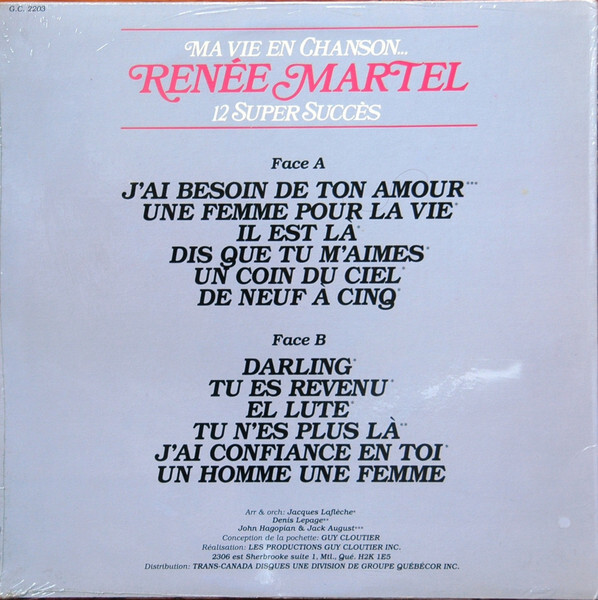 G.C. 2203
MA VIE EN CHANSON...
RENÉE MARTEL
12 SUPER SUCCÈS
Face A
J'AI BESOIN DE TON AMOUR***
UNE FEMME POUR LA VIE*
IL EST LÀ*
DIS QUE TU M'AIMES*
UN COIN DU CIEL*
DE NEUF À CINQ*
Face B
DARLING*
TU ES REVENU*
EL LUTE*
TU N'ES PLUS LÀ**
J'AI CONFIANCE EN TOI*
UN HOMME UNE FEMME
Arr & orch: Jacques Laflèche*
Denis Lepage**
John Hagopian & Jack August***
Conception de la pochette: GUY CLOUTIER
Réalisation: LES PRODUCTIONS GUY CLOUTIER INC.
2306 est Sherbrooke suite 1, Mtl., Qué. H2K 1E5
Distribution: TRANS-CANADA DISQUES UNE DIVISION DE GROUPE QUÉBÉCOR INC.